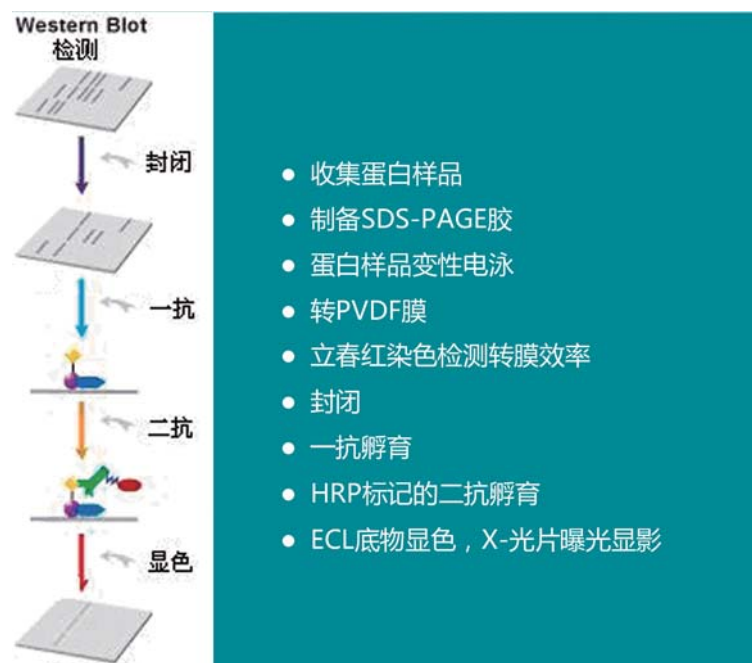 Western Blot
检测
封闭
一抗
二抗
显色
● 收集蛋白样品
● 制备SDS-PAGE胶
● 蛋白样品变性电泳
● 转PVDF膜
● 立春红染色检测转膜效率
● 封闭
● 一抗孵育
● HRP标记的二抗孵育
● ECL底物显色，X-光片曝光显影